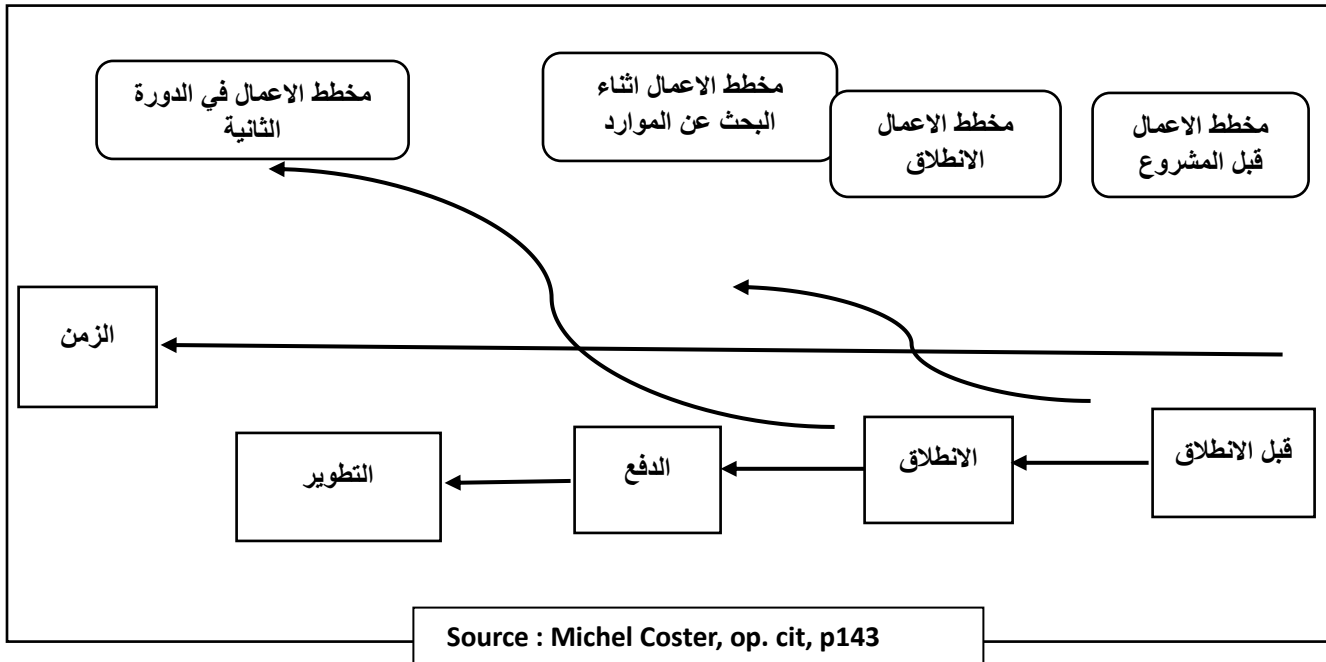 مخطط الاعمال
قبل المشروع
مخطط الاعمال
الانطلاق
مخطط الاعمال اثناء
البحث عن الموارد
مخطط الاعمال في الدورة
الثانية
الزمن
قبل الانطلاق
الانطلاق
الدفع
التطوير
Source : Michel Coster, op. cit, p143